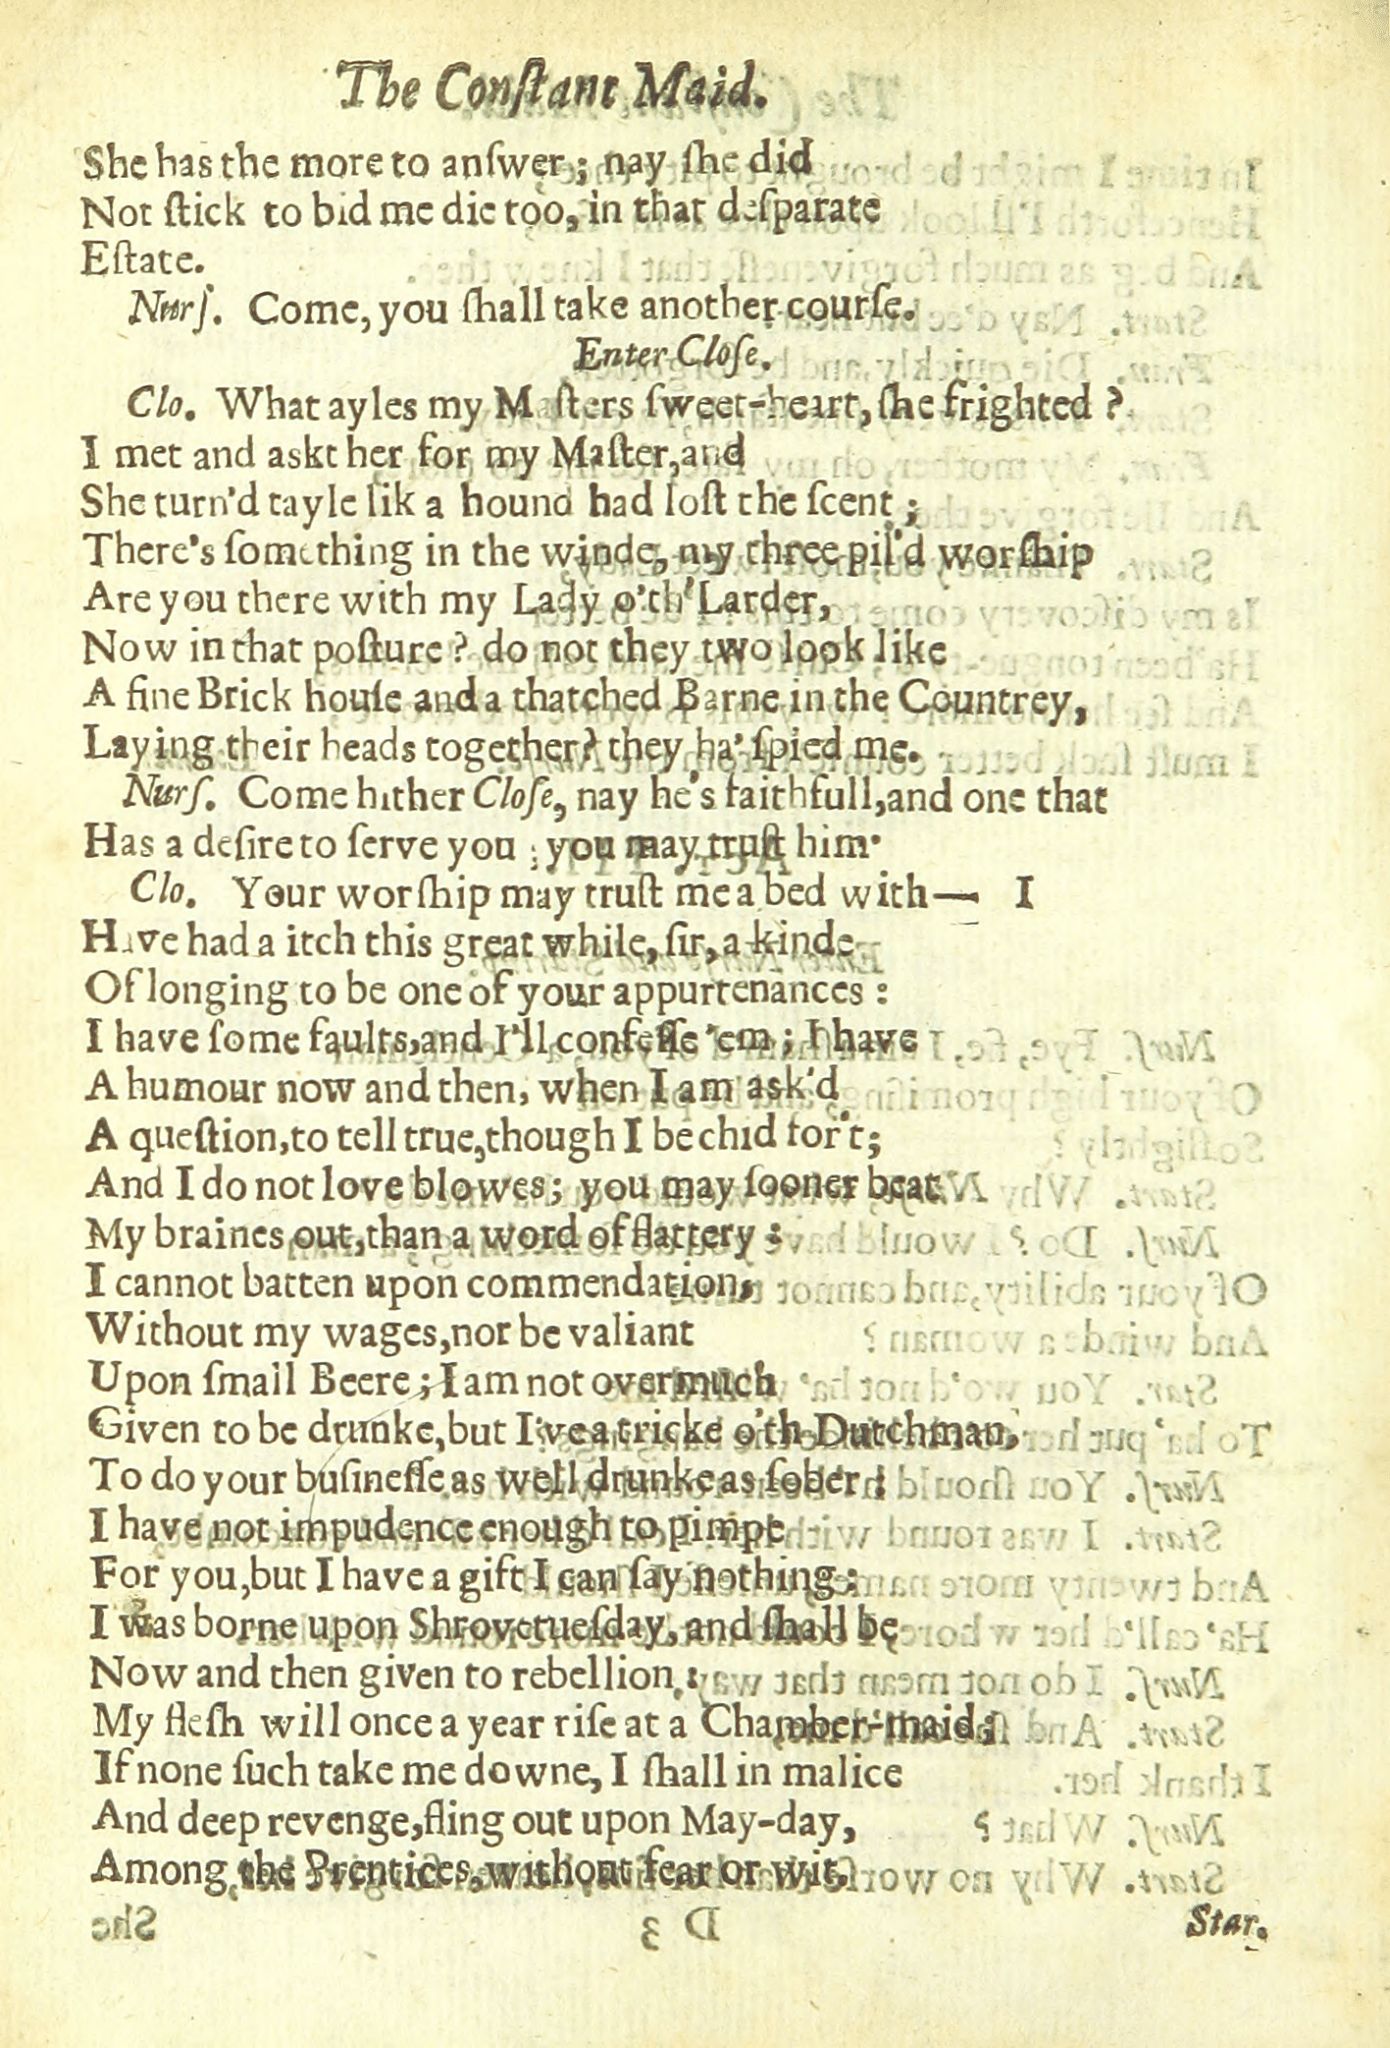 The Conſtant Maid.
She has the more to anſwer; nay ſhe did
Not ſtick to bid me die too, in that deſparate
Eſtate.
Nurſ. Come, you ſhall take another courſe.
Enter Cloſe.
Clo. What ayles my Maſters ſweet-heart, ſhe frighted?
I met and askt her for my Maſter, and
She turn'd tayle lik a hound had loſt the ſcent;
There's ſomething in the winde, my three pil'd worſhip
Are you there with my Lady o'th' Larder,
Now in that poſture? do not they two look like
A fine Brick houſe and a thatched Barne in the Countrey,
Laying their heads together? they ha' ſpied me.
Nurſ. Come hither Cloſe, nay he's faithfull, and one that
Has a deſire to ſerve you; you may truſt him·
Clo. Your worſhip may truſt me a bed with— I
Have had a itch this great while, ſir, a kinde
Of longing to be one of your appurtenances:
I have ſome faults, and I'll confeſſe 'em; I have
A humour now and then, when I am ask'd
A queſtion, to tell true, though I be chid for't;
And I do not love blowes; you may ſooner beat
My braines out, than a word of flattery:
I cannot batten upon commendation,
Without my wages, nor be valiant
Upon ſmall Beere; I am not over much
Given to be drunke, but I've a tricke o'th Dutchman,
To do your buſineſſe as well drunke as ſober:
I have not impudence enough to pimpe
For you, but I have a gift I can ſay nothing:
I was borne upon Shrovetueſday, and ſhall be
Now and then given to rebellion:
My fleſh will once a year riſe at a Chamber-maid;
If none ſuch take me downe, I ſhall in malice
And deep revenge, fling out upon May-day,
Among the Prentices, without fear or wit.
Star.